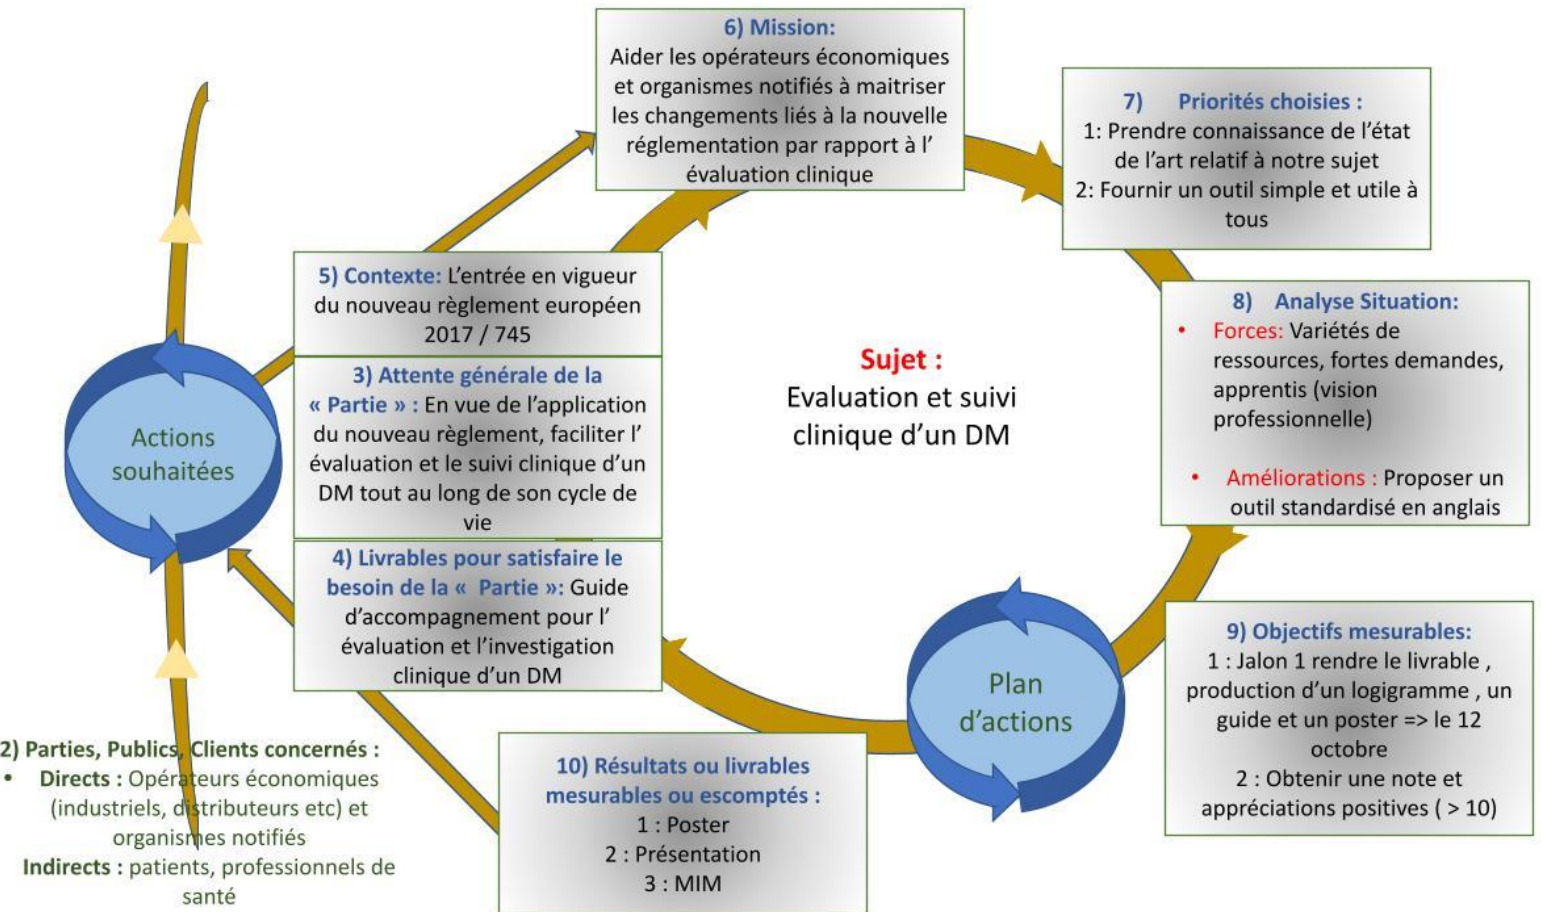 6) Mission:
Aider les opérateurs économiques
et organismes notifiés à maitriser
les changements liés à la nouvelle
réglementation par rapport à l’
évaluation clinique
7) Priorités choisies :
1: Prendre connaissance de l’état
de l’art relatif à notre sujet
2: Fournir un outil simple et utile à
tous
5) Contexte: L’entrée en vigueur
du nouveau règlement européen
2017 / 745
8) Analyse Situation:
• Forces: Variétés de
ressources, fortes demandes,
apprentis (vision
professionnelle)
• Améliorations : Proposer un
outil standardisé en anglais
Sujet :
Evaluation et suivi
clinique d’un DM
3) Attente générale de la
« Partie » : En vue de l’application
du nouveau règlement, faciliter l’
évaluation et le suivi clinique d’un
DM tout au long de son cycle de
vie
Actions
souhaitées
4) Livrables pour satisfaire le
besoin de la « Partie »: Guide
d’accompagnement pour l’
évaluation et l’investigation
clinique d’un DM
9) Objectifs mesurables:
1 : Jalon 1 rendre le livrable ,
production d’un logigramme , un
guide et un poster => le 12
octobre
2 : Obtenir une note et
appréciations positives ( > 10)
Plan
d’actions
2) Parties, Publics, Clients concernés :
• Directs : Opérateurs économiques
(industriels, distributeurs etc) et
organismes notifiés
Indirects : patients, professionnels de
santé
10) Résultats ou livrables
mesurables ou escomptés :
1 : Poster
2 : Présentation
3 : MIM